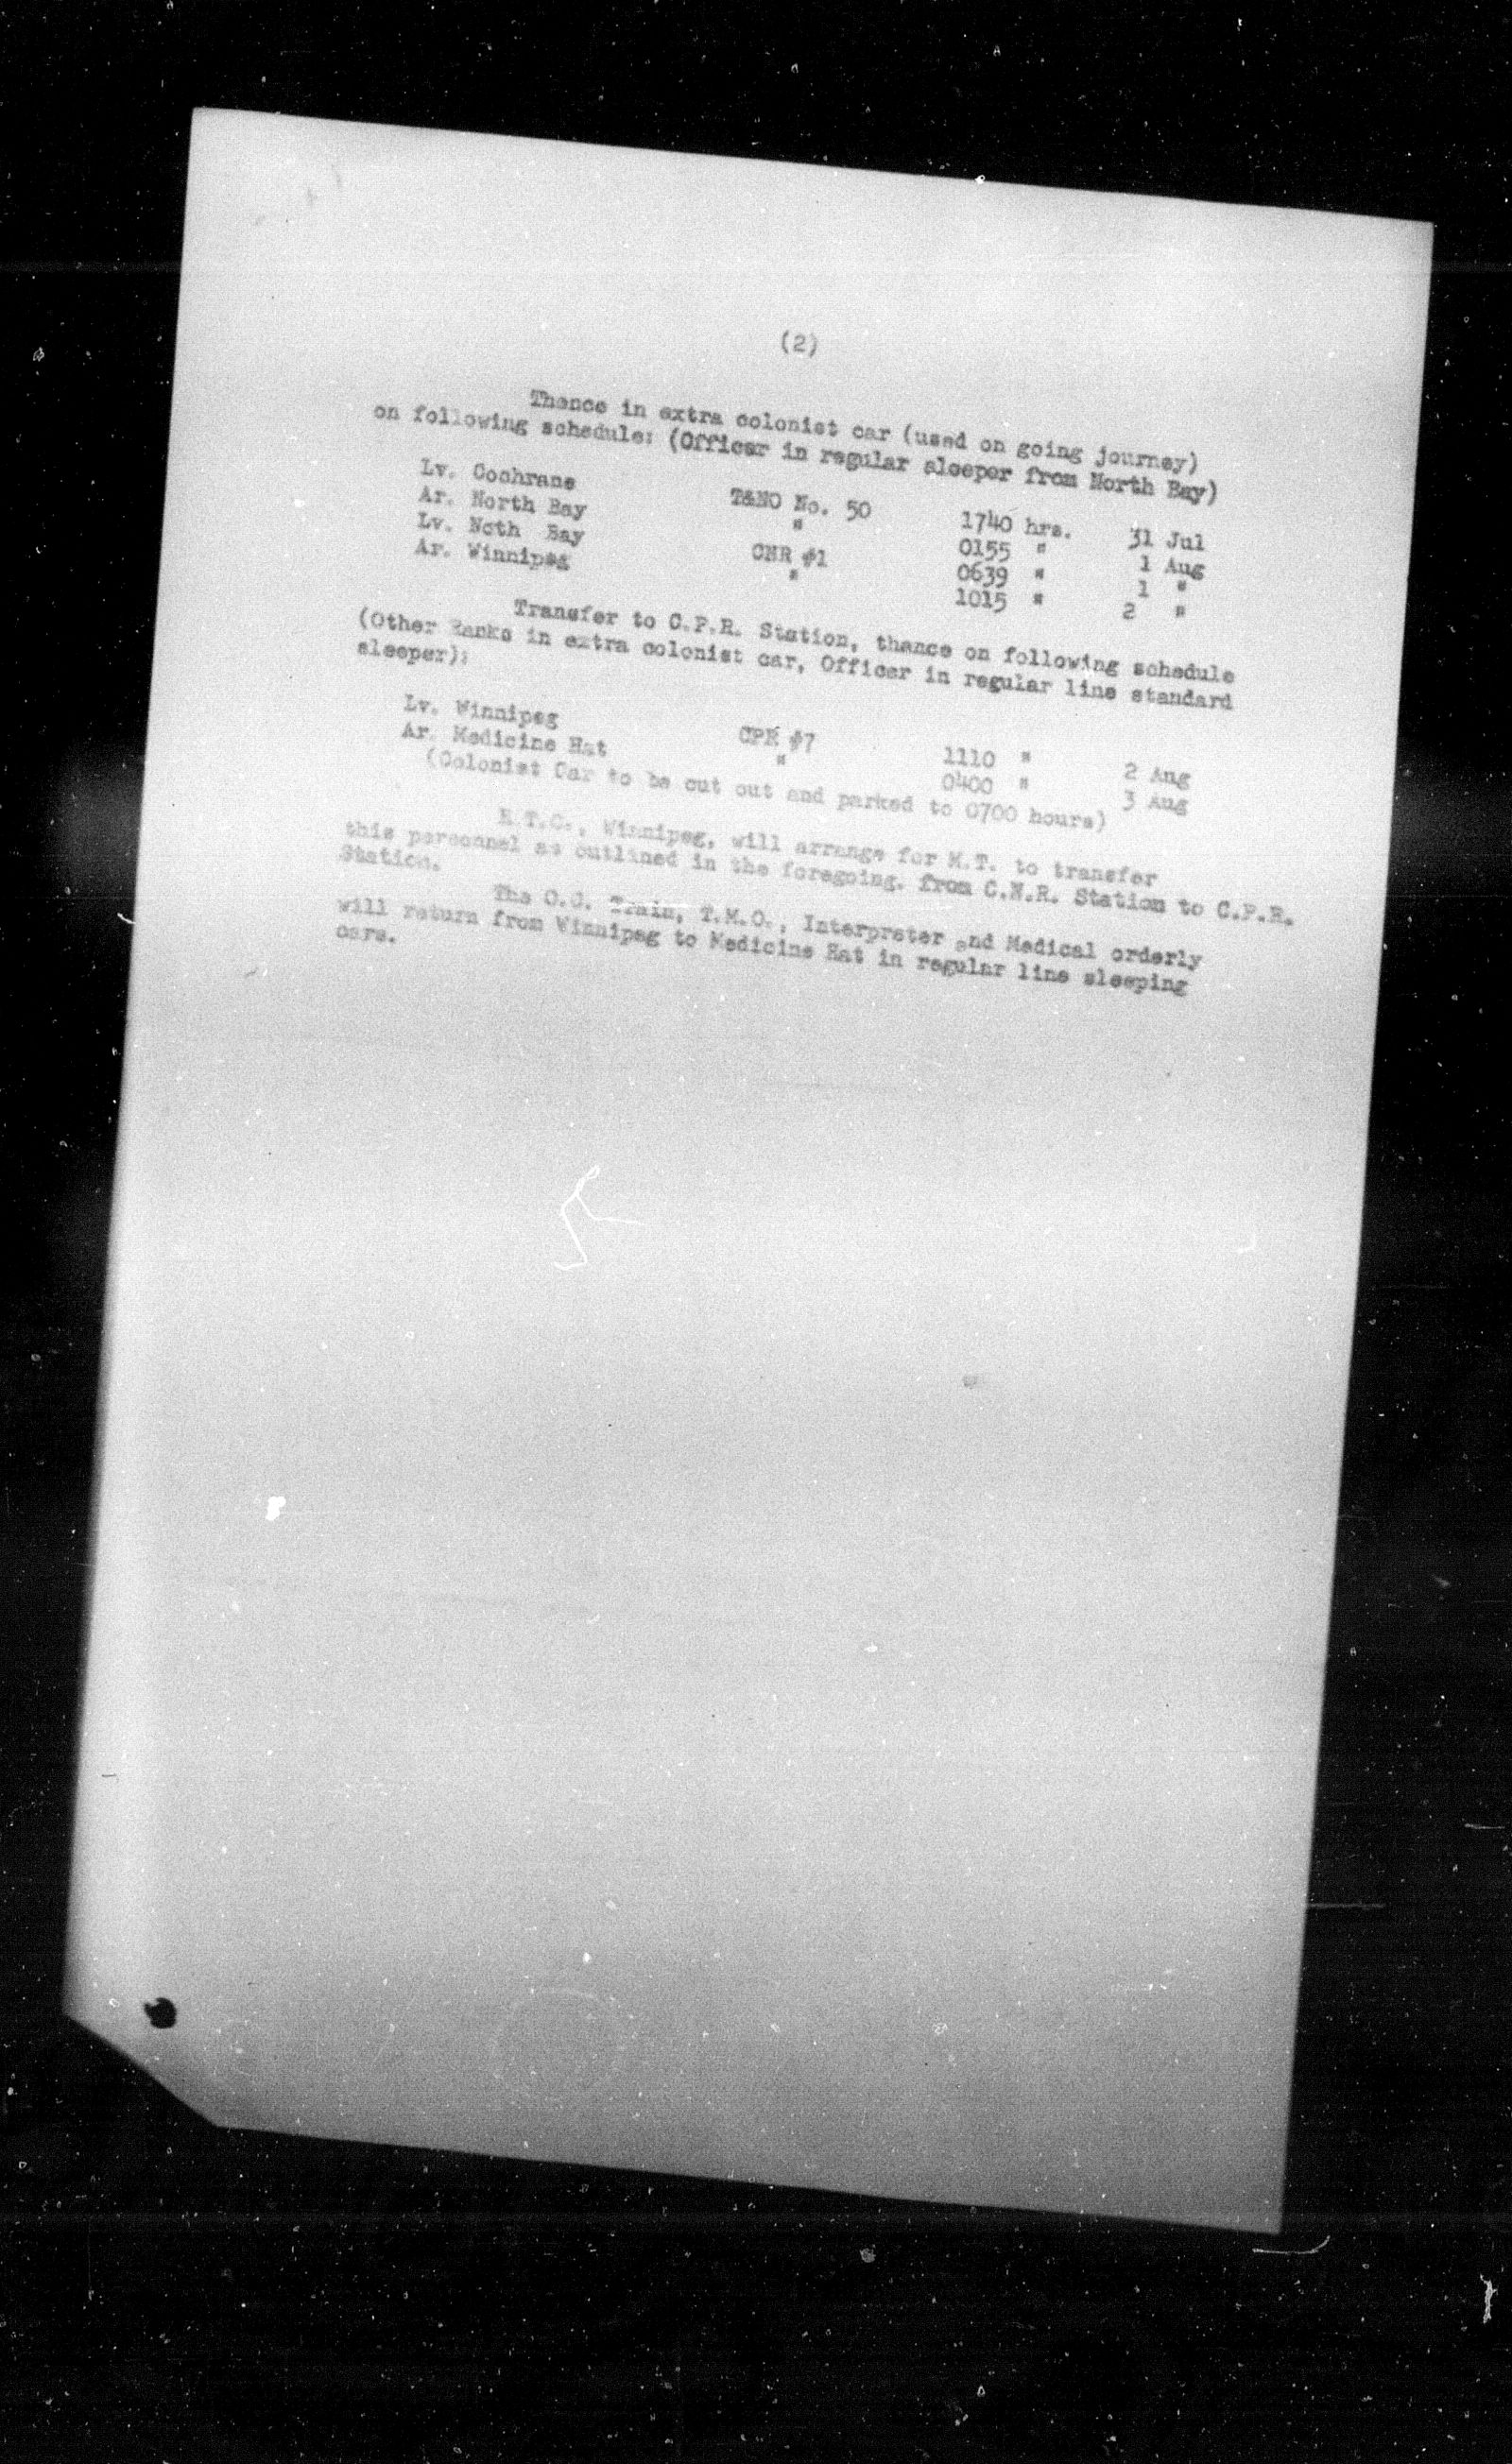 (2)
Thence in extra colonist car (used on going journey)
on following schedule: (Officer in regular sleeper from North Bay)
Lv. Cochrane T&NO No. 50 1740 hrs. 31 Jul
Ar. North Bay " 0155 " 1 Aug
Lv. Noth Bay CNR #1 0639 " 1 "
Ar. Winnipeg " 1015 " 2 "
Transfer to C.P.R. Station, thance on following schedule
(Other Ranks in extra colonist car, Officer in regular line standard
sleeper):
Lv. Winnipeg CPR #7 1110 " 2 Aug
Ar. Medicine Hat " 0400 " 3 Aug
(Colonist Car to be cut out and parked to 0700 hours)
E.T.C., Winnipeg, will arrange for M.T. to transfer
this personnel as outlined in the foregoing. from C.N.R. Station to C.P.R.
Station.
The O.C. Train, T.M.O., Interpreter and Medical orderly
will return from Winnipeg to Medicine Hat in regular line sleeping
cars.